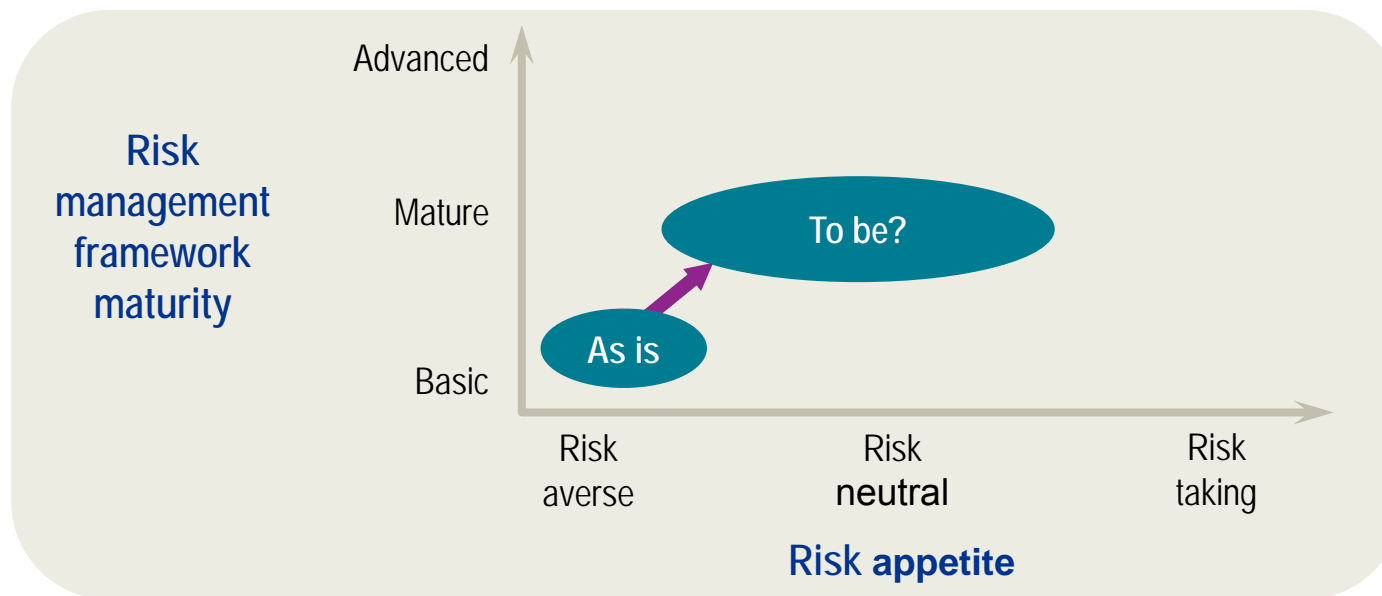 Advanced
Risk
management
framework
maturity
Mature
To be?
As is
Basic
Risk
averse
Risk
neutral
Risk
taking
Risk appetite